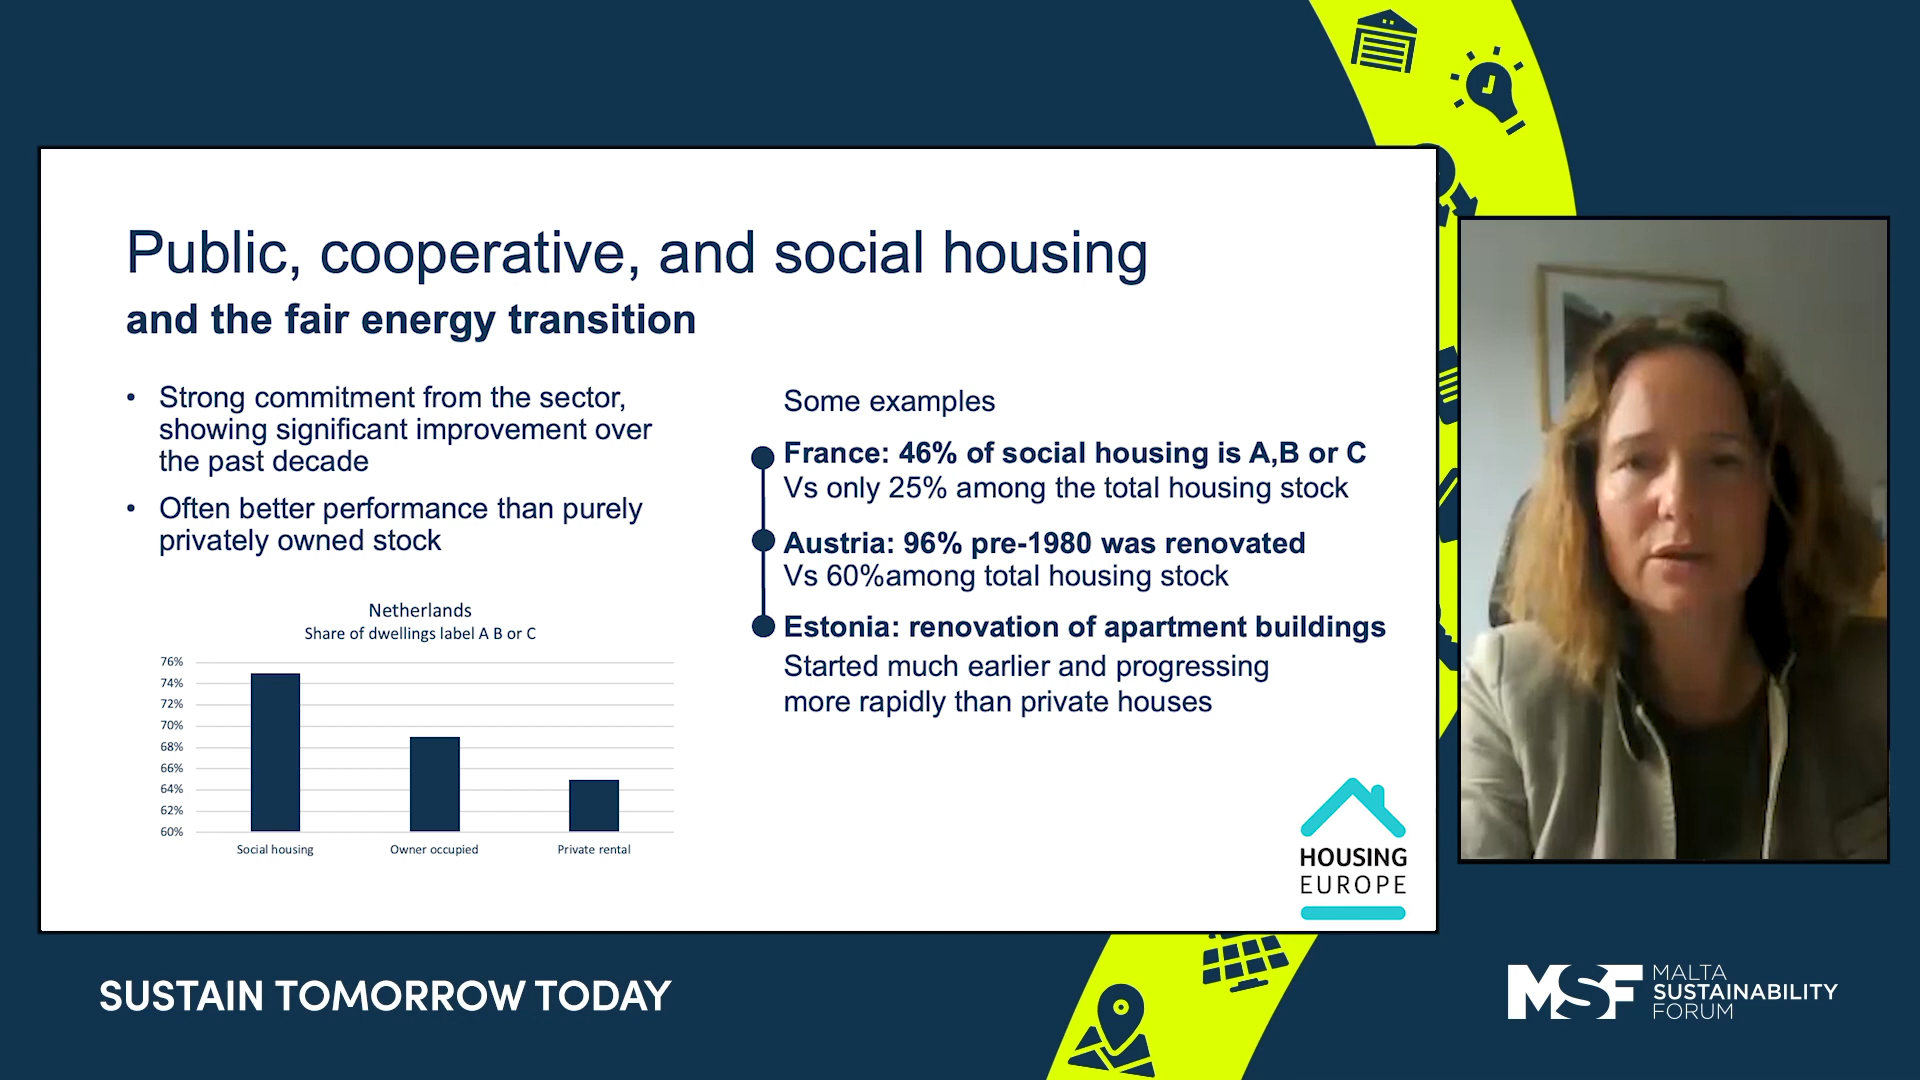 Public, cooperative, and social housing
and the fair energy transition
• Strong commitment from the sector,
showing significant improvement over
the past decade
• Often better performance than purely
privately owned stock
Netherlands
Share of dwellings label A B or C
76%
74%
72%
70%
68%
66%
64%
62%
60%
Social housing
Owner occupied
Private rental
Some examples
France: 46% of social housing is A,B or C
Vs only 25% among the total housing stock
Austria: 96% pre-1980 was renovated
Vs 60%among total housing stock
Estonia: renovation of apartment buildings
Started much earlier and progressing
more rapidly than private houses
HOUSING
EUROPE
SUSTAIN TOMORROW TODAY
MSF
MALTA
SUSTAINABILITY
FORUM